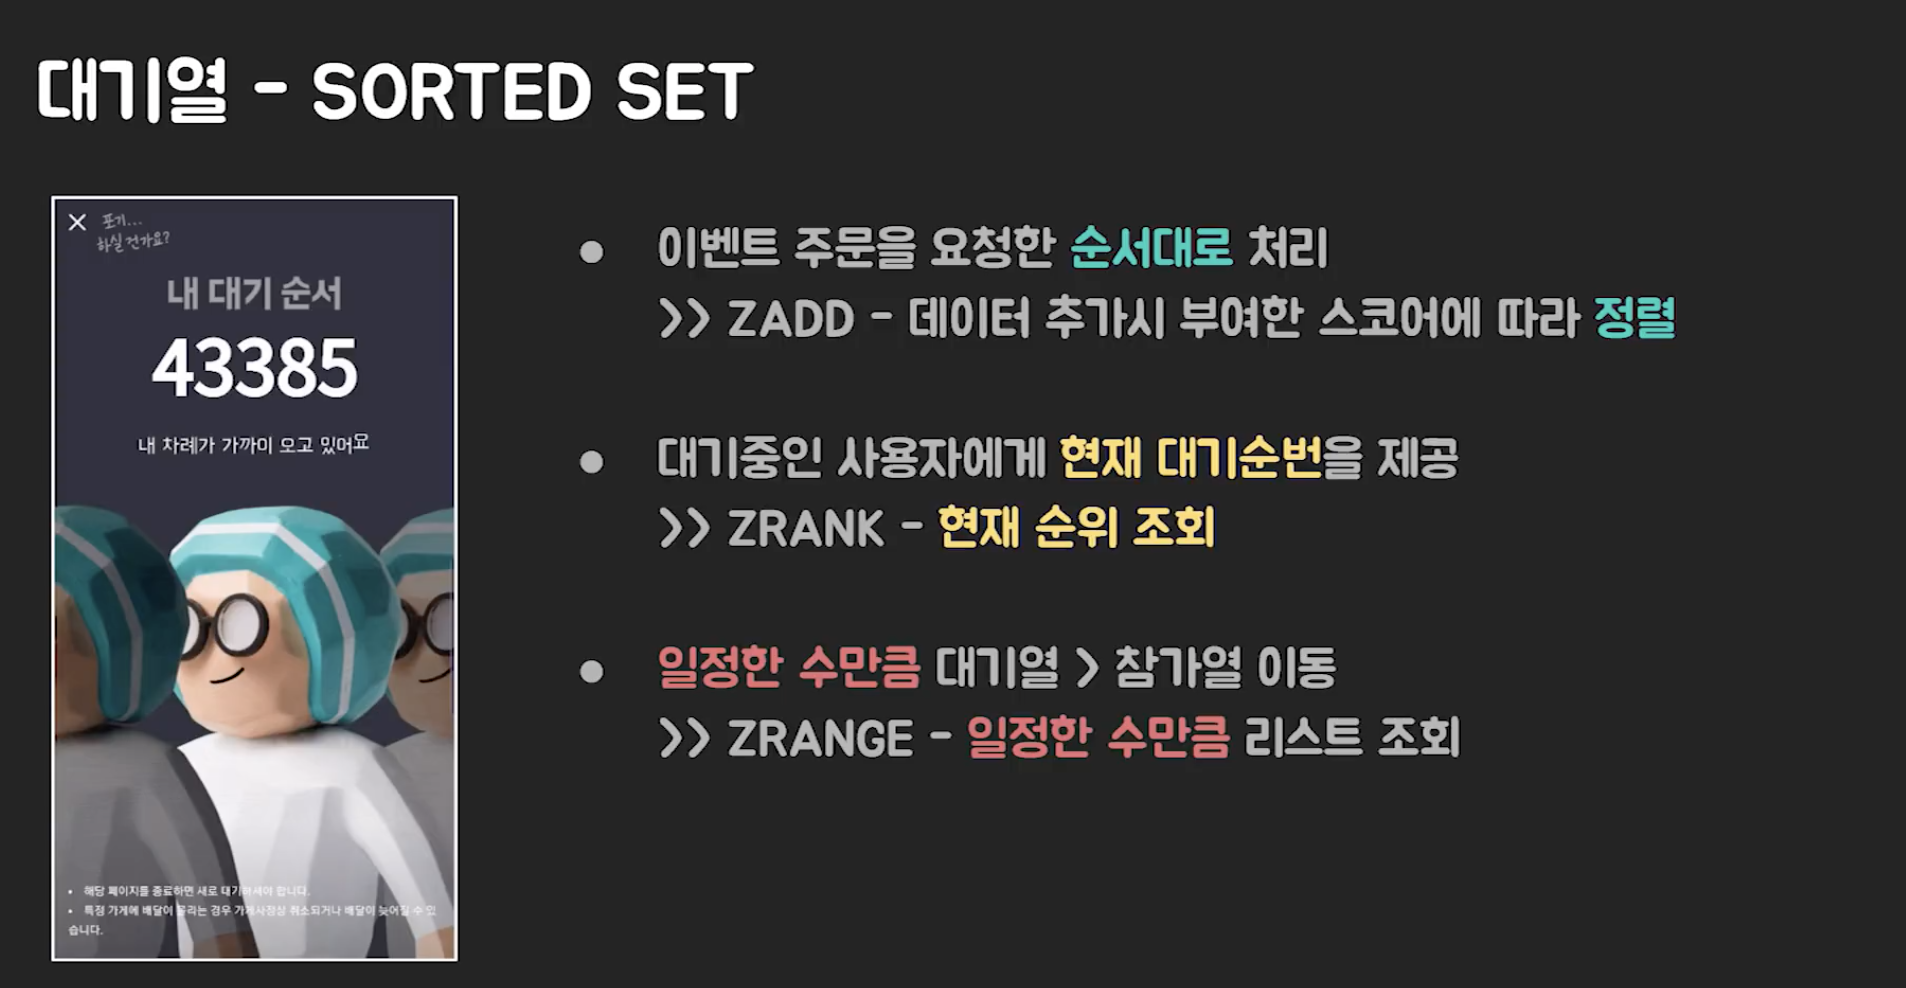 대기열 - SORTED SET
포기...
하실 건가요?
내 대기 순서
43385
내 차례가 가까이 오고 있어요
• 해당 페이지를 종료하면 새로 대기하셔야 합니다.
• 특정 가게에 배달이 몰리는 경우 가게사정상 취소되거나 배달이 늦어질 수 있
습니다.
● 이벤트 주문을 요청한 순서대로 처리
>> ZADD - 데이터 추가시 부여한 스코어에 따라 정렬
● 대기중인 사용자에게 현재 대기순번을 제공
>> ZRANK - 현재 순위 조회
● 일정한 수만큼 대기열 > 참가열 이동
>> ZRANGE - 일정한 수만큼 리스트 조회